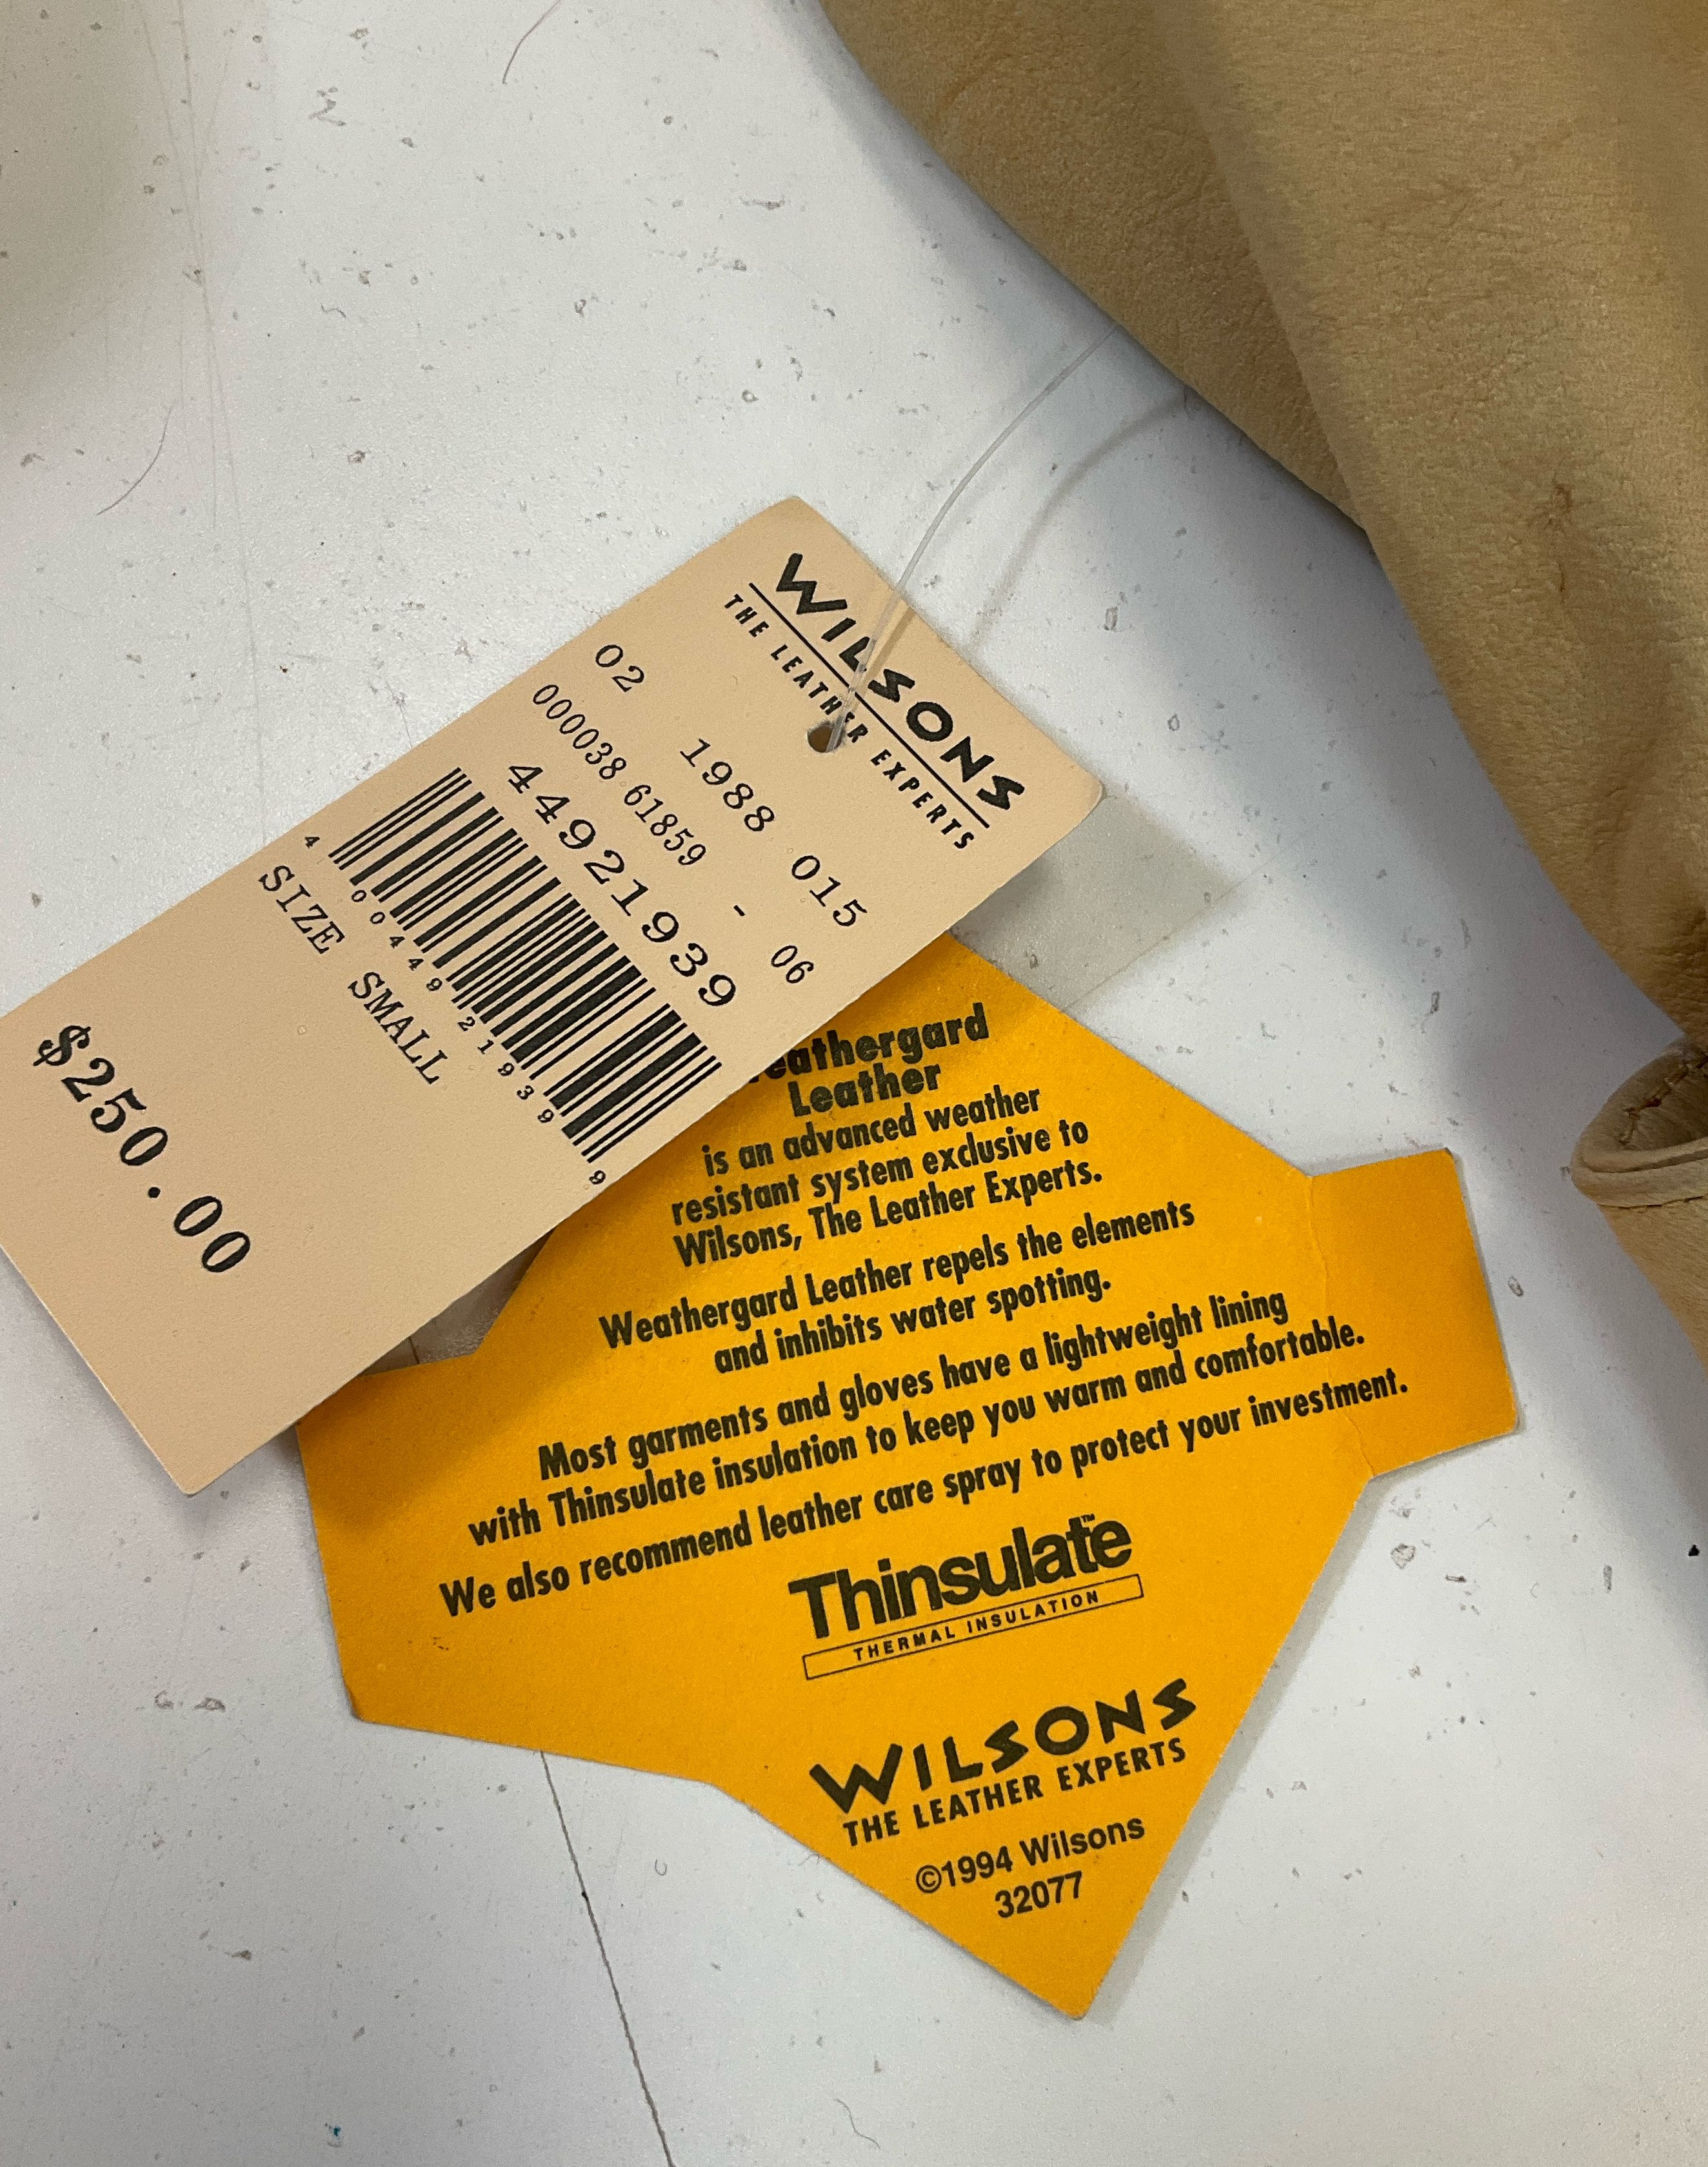 WILSONS
THE LEATHER EXPERTS
02 1988 015
000038 61859 - 06
44921939
4 00449 21939 9
SIZE SMALL
$250.00
eathergard
Leather
is an advanced weather
resistant system exclusive to
Wilsons, The Leather Experts.
Weathergard Leather repels the elements
and inhibits water spotting.
Most garments and gloves have a lightweight lining
with Thinsulate insulation to keep you warm and comfortable.
We also recommend leather care spray to protect your investment.
Thinsulate™
THERMAL INSULATION
WILSONS
THE LEATHER EXPERTS
©1994 Wilsons
32077